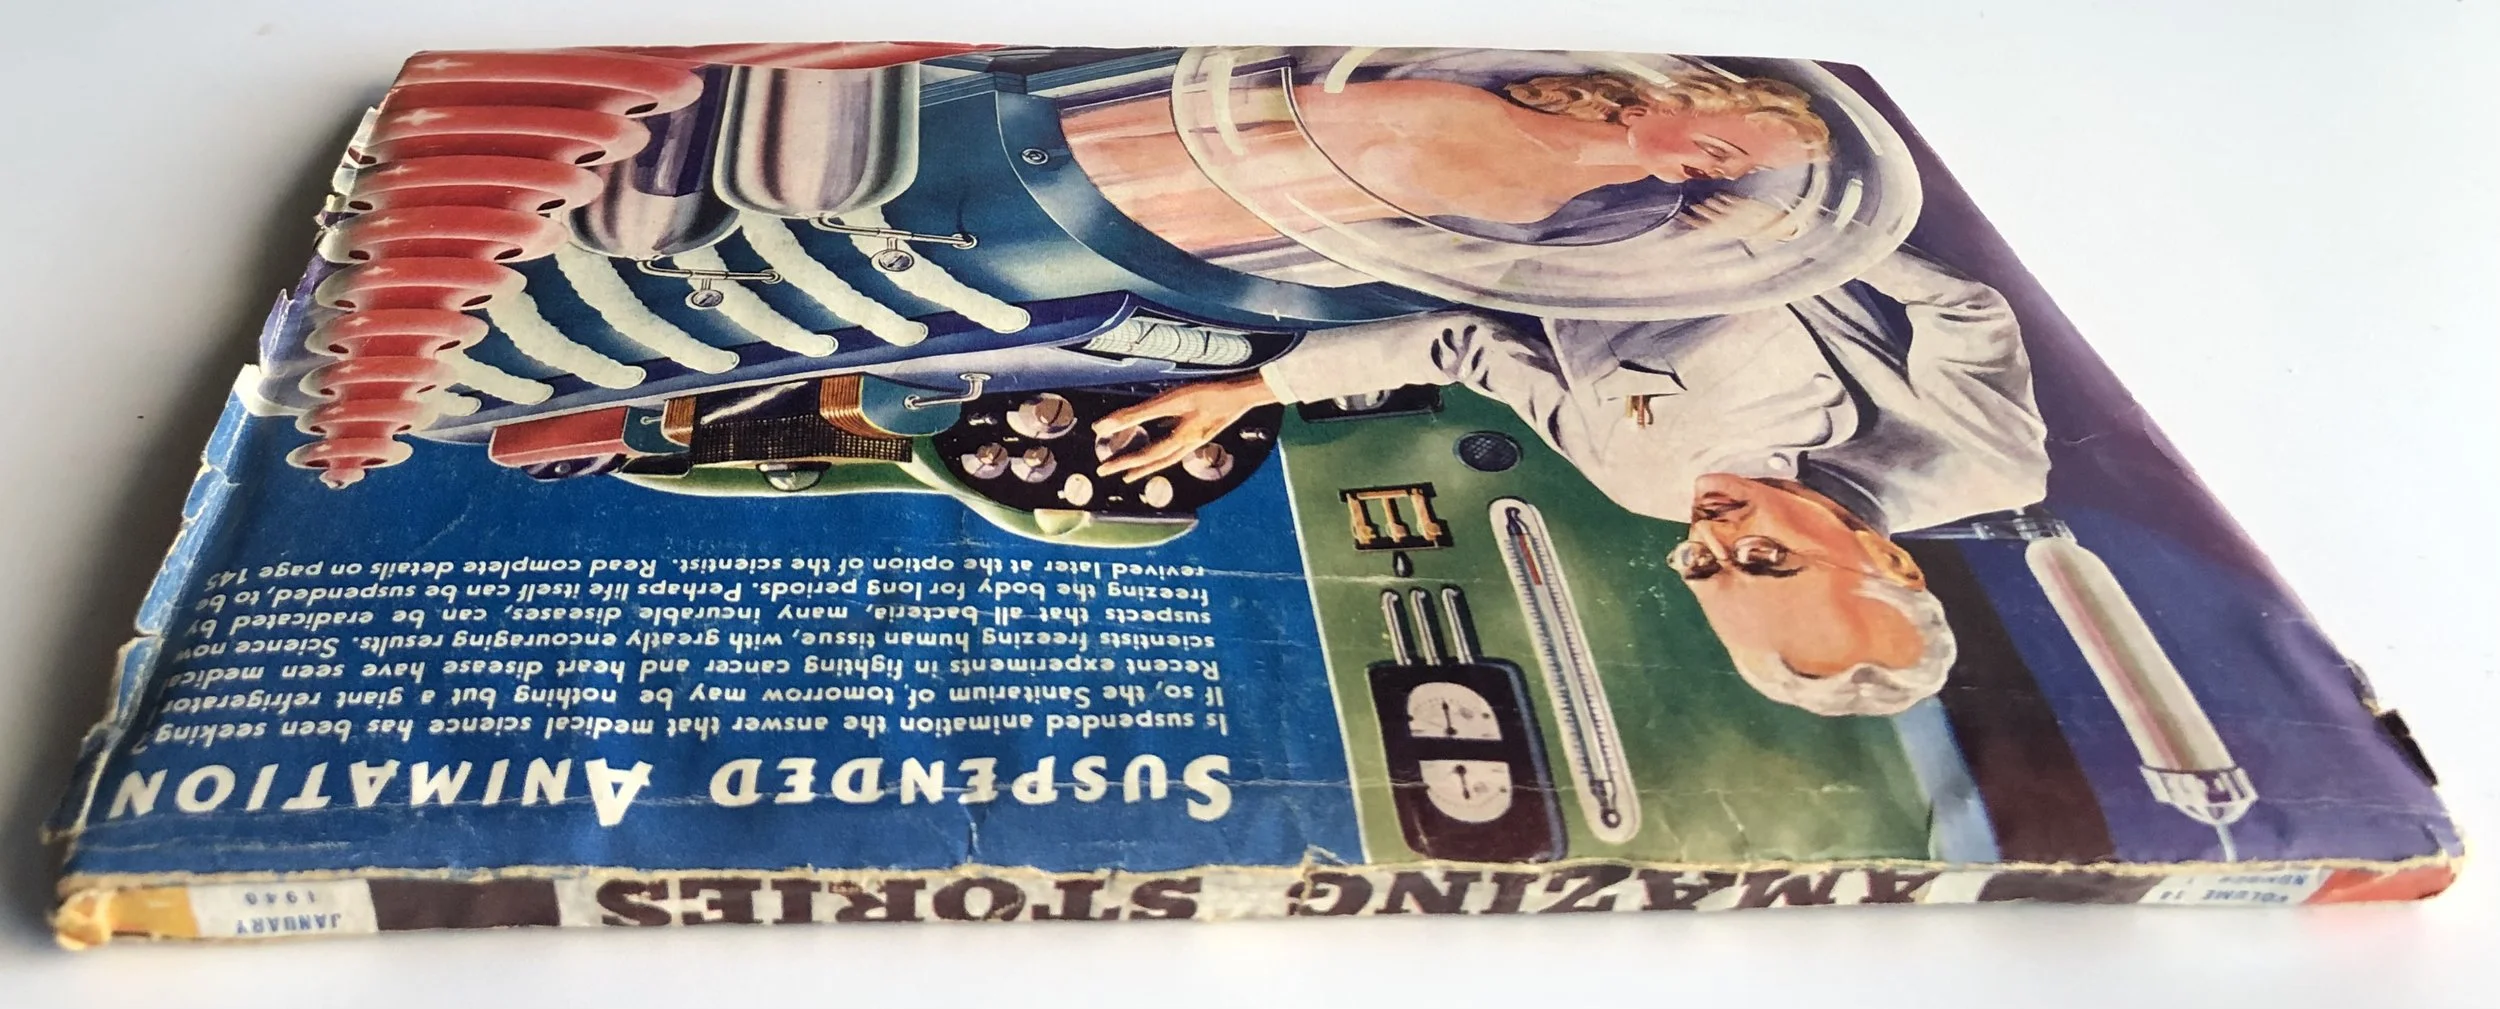 SUSPENDED ANIMATION
Is suspended animation the answer that medical science has been seeking?
If so, the Sanitarium of tomorrow may be nothing but a giant refrigerator.
Recent experiments in fighting cancer and heart disease have seen medical
scientists freezing human tissue, with greatly encouraging results. Science now
suspects that all bacteria, many incurable diseases, can be eradicated by
freezing the body for long periods. Perhaps life itself can be suspended, to be
revived later at the option of the scientist. Read complete details on page 145
VOLUME 14
NUMBER 1
AMAZING STORIES
JANUARY
1940